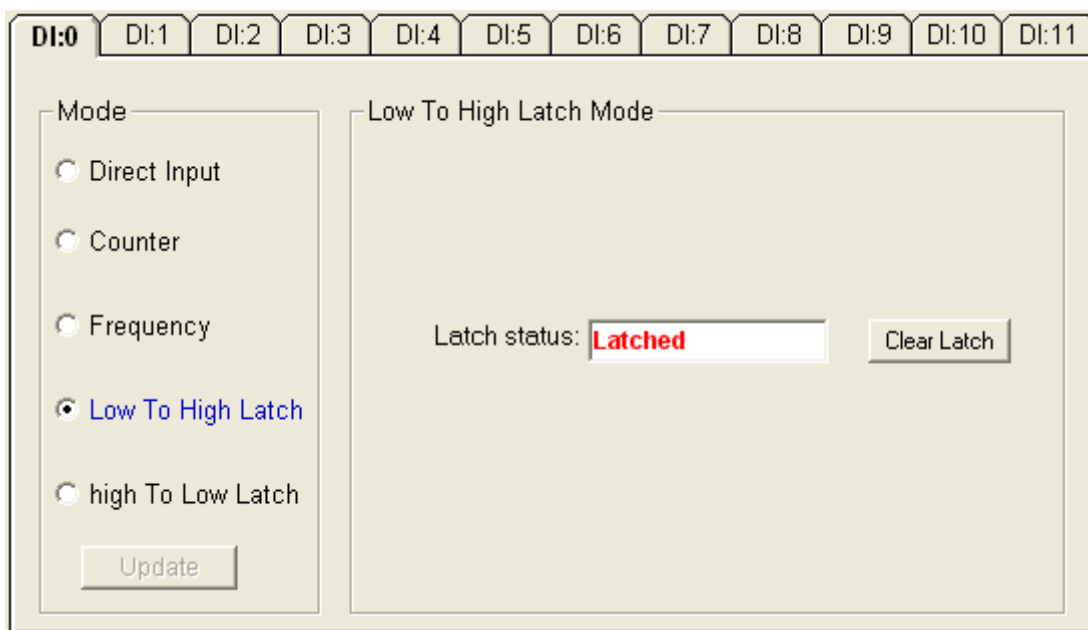 DI:0 DI:1 DI:2 DI:3 DI:4 DI:5 DI:6 DI:7 DI:8 DI:9 DI:10 DI:11
Mode
Direct Input
Counter
Frequency
Low To High Latch
high To Low Latch
Update
Low To High Latch Mode
Latch status: Latched Clear Latch